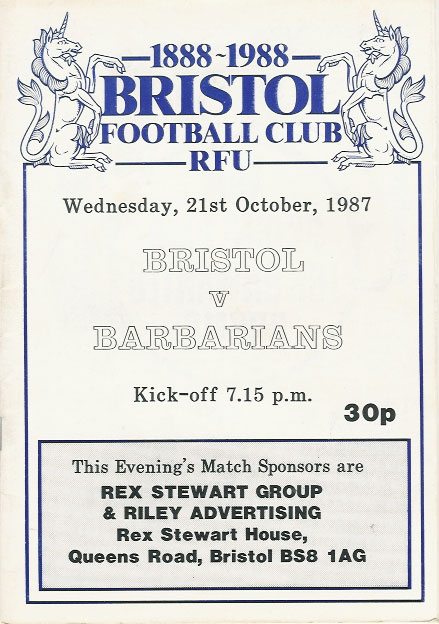 1888-1988
BRISTOL
FOOTBALL CLUB
RFU
Wednesday, 21st October, 1987
BRISTOL
v
BARBARIANS
Kick-off 7.15 p.m.
30p
This Evening's Match Sponsors are
REX STEWART GROUP
& RILEY ADVERTISING
Rex Stewart House,
Queens Road, Bristol BS8 1AG